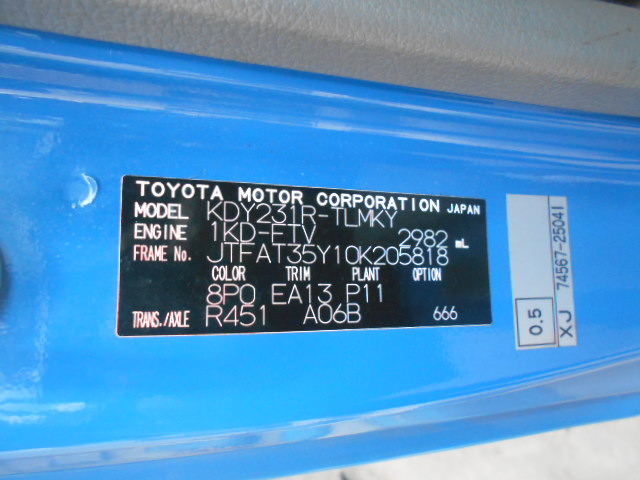 TOYOTA MOTOR CORPORATION JAPAN
MODEL KDY231R-TLMKY
ENGINE 1KD-FTV 2982 mL
FRAME No. JTFAT35Y10K205818
COLOR TRIM PLANT OPTION
8P0 EA13 P11
TRANS./AXLE R451 A06B 666
0.5
XJ 74567-25041